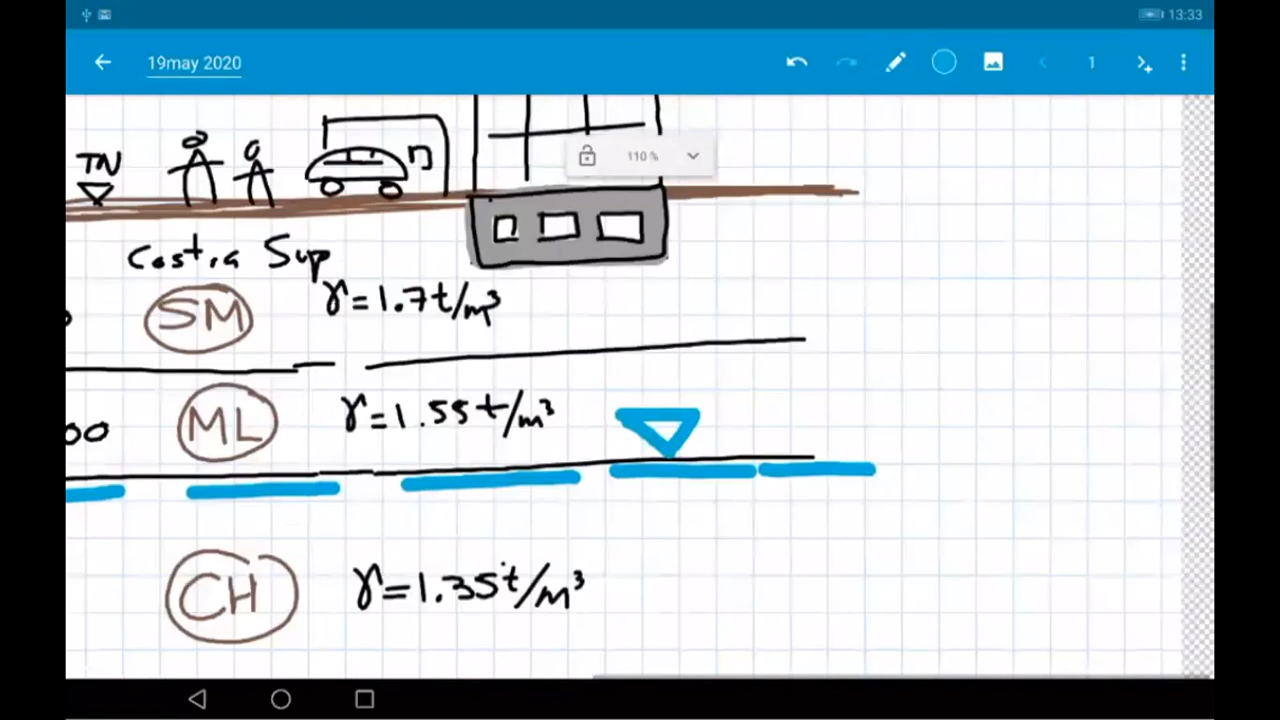 13:33
19may 2020
1
TN
110 %
Costra Sup
SM
γ=1.7t/m³
00
ML
γ=1.55t/m³
CH
γ=1.35t/m³